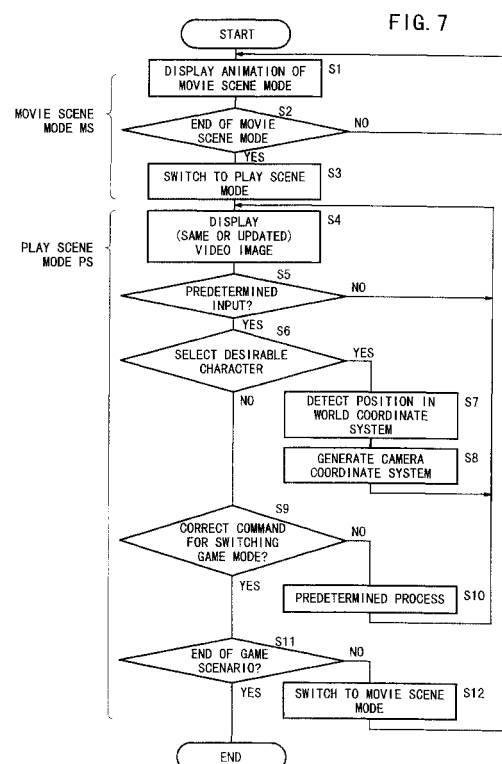 FIG. 7
START
DISPLAY ANIMATION OF
MOVIE SCENE MODE
S1
MOVIE SCENE
MODE MS
S2
END OF MOVIE
SCENE MODE
NO
YES
SWITCH TO PLAY SCENE
MODE
S3
DISPLAY
(SAME OR UPDATED)
VIDEO IMAGE
S4
PLAY SCENE
MODE PS
S5
PREDETERMINED
INPUT?
NO
YES
S6
SELECT DESIRABLE
CHARACTER
YES
NO
DETECT POSITION IN
WORLD COORDINATE
SYSTEM
S7
GENERATE CAMERA
COORDINATE SYSTEM
S8
S9
CORRECT COMMAND
FOR SWITCHING
GAME MODE?
NO
YES
PREDETERMINED PROCESS
S10
S11
END OF GAME
SCENARIO?
NO
YES
SWITCH TO MOVIE SCENE
MODE
S12
END